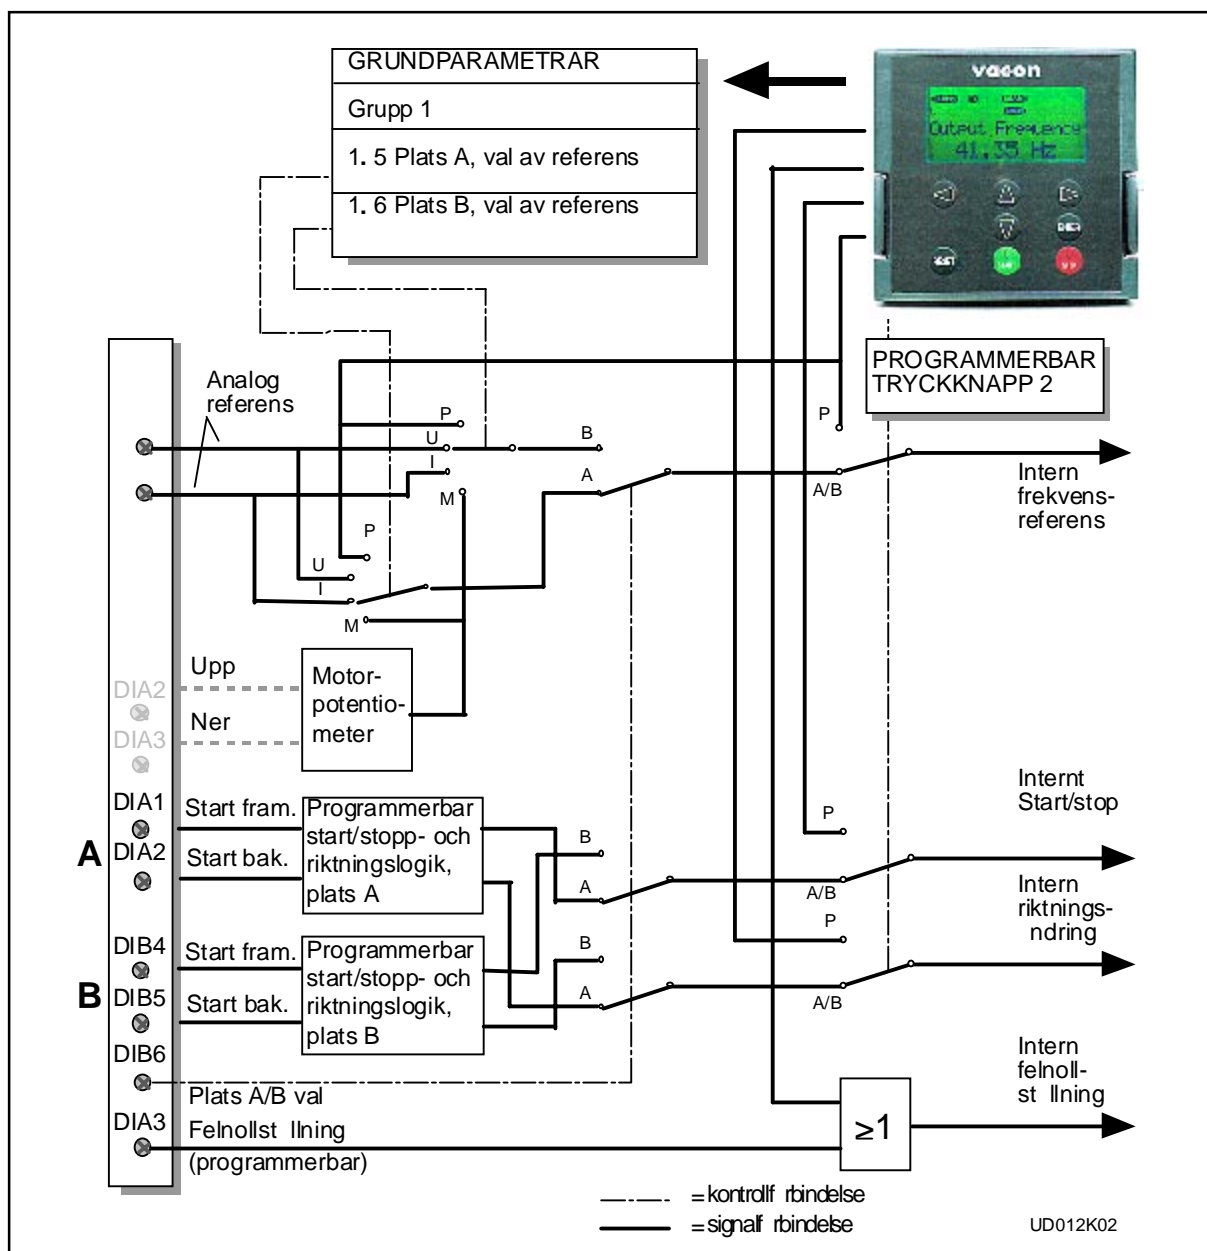 GRUNDPARAMETRAR
Grupp 1
1. 5 Plats A, val av referens
1. 6 Plats B, val av referens
vacon
Output Frequence
41.35 Hz
RESET
PROGRAMMERBAR
TRYCKKNAPP 2
Analog
referens
P
U
I
M
B
A
P
A/B
Intern
frekvens-
referens
P
U
I
M
DIA2
DIA3
Upp
Ner
Motor-
potentio-
meter
A
DIA1
DIA2
Start fram.
Start bak.
Programmerbar
start/stopp- och
riktningslogik,
plats A
B
A
P
A/B
Internt
Start/stop
B
DIB4
DIB5
Start fram.
Start bak.
Programmerbar
start/stopp- och
riktningslogik,
plats B
B
A
P
A/B
Intern
riktnings-
ndring
DIB6
Plats A/B val
DIA3
Felnollst llning
(programmerbar)
≥1
Intern
felnoll-
st llning
=kontrollf rbindelse
=signalf rbindelse
UD012K02